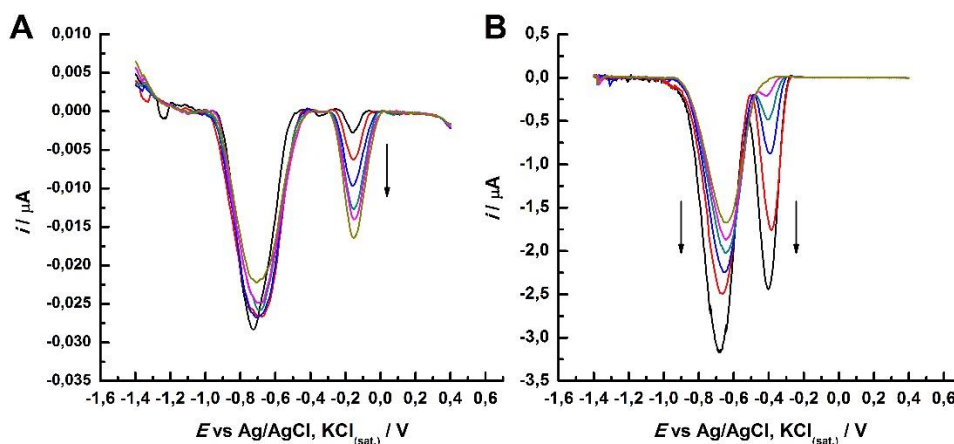 A
B
0,010
0,005
0,000
-0,005
-0,010
-0,015
-0,020
-0,025
-0,030
-0,035
i / µA
-1,6 -1,4 -1,2 -1,0 -0,8 -0,6 -0,4 -0,2 0,0 0,2 0,4 0,6
E vs Ag/AgCl, KCl(sat.) / V
0,5
0,0
-0,5
-1,0
-1,5
-2,0
-2,5
-3,0
-3,5
i / µA
-1,6 -1,4 -1,2 -1,0 -0,8 -0,6 -0,4 -0,2 0,0 0,2 0,4 0,6
E vs Ag/AgCl, KCl(sat.) / V